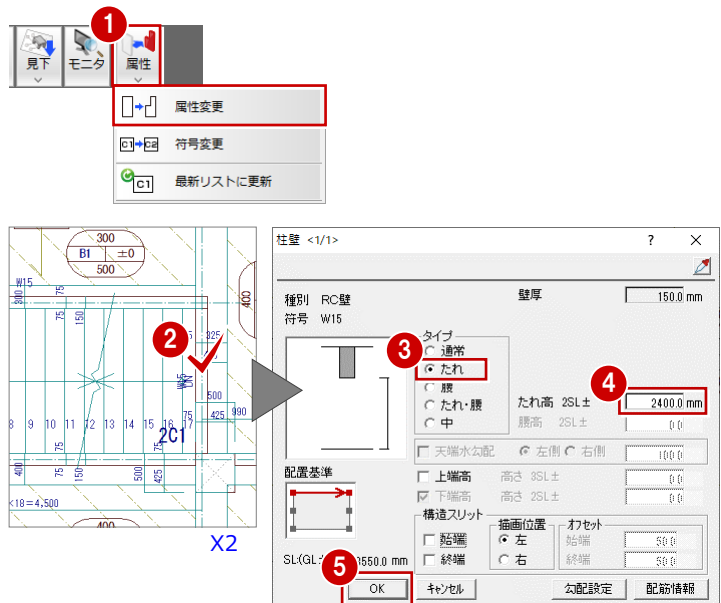 1
見下 モニタ 属性
属性変更
C1 C2 符号変更
C1 最新リストに更新
300
B1 ±0
500
W15
300
75
75
150
400
2
325
W15
DN
500
75
425 990
8 9 10 11 12 13 14 15 16 17
2C1
75
75
400
75
150
500
425
×18=4,500
400
X2
柱壁 <1/1>
? ×
種別 RC壁
符号 W15
壁厚 150.0 mm
3
タイプ
通常
たれ
腰
たれ・腰
中
4
たれ高 2SL± 2400.0 mm
腰高 2SL± 0.0
天端水勾配 左側 右側 100.0
上端高 高さ 3SL± 0.0
下端高 高さ 2SL± 0.0
配置基準
構造スリット
始端
終端
描画位置
左
右
オフセット
始端 50.0
終端 50.0
SL:(GL: 3550.0 mm
5
OK キャンセル 勾配設定 配筋情報